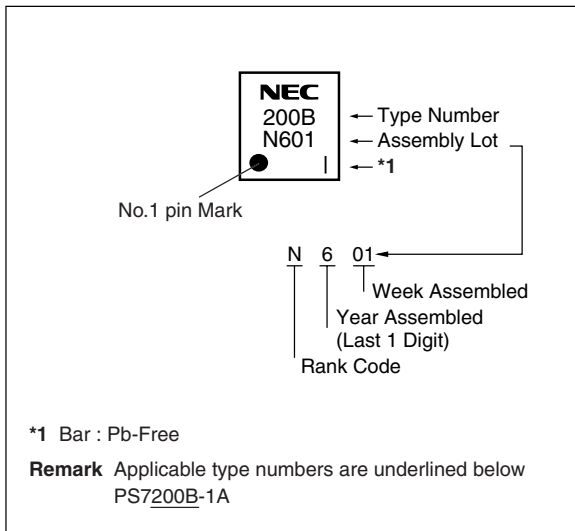 NEC
200B
Type Number
N601
Assembly Lot
|
*1
No.1 pin Mark
N 6 01
Week Assembled
Year Assembled
(Last 1 Digit)
Rank Code
*1 Bar : Pb-Free
Remark Applicable type numbers are underlined below
PS7200B-1A